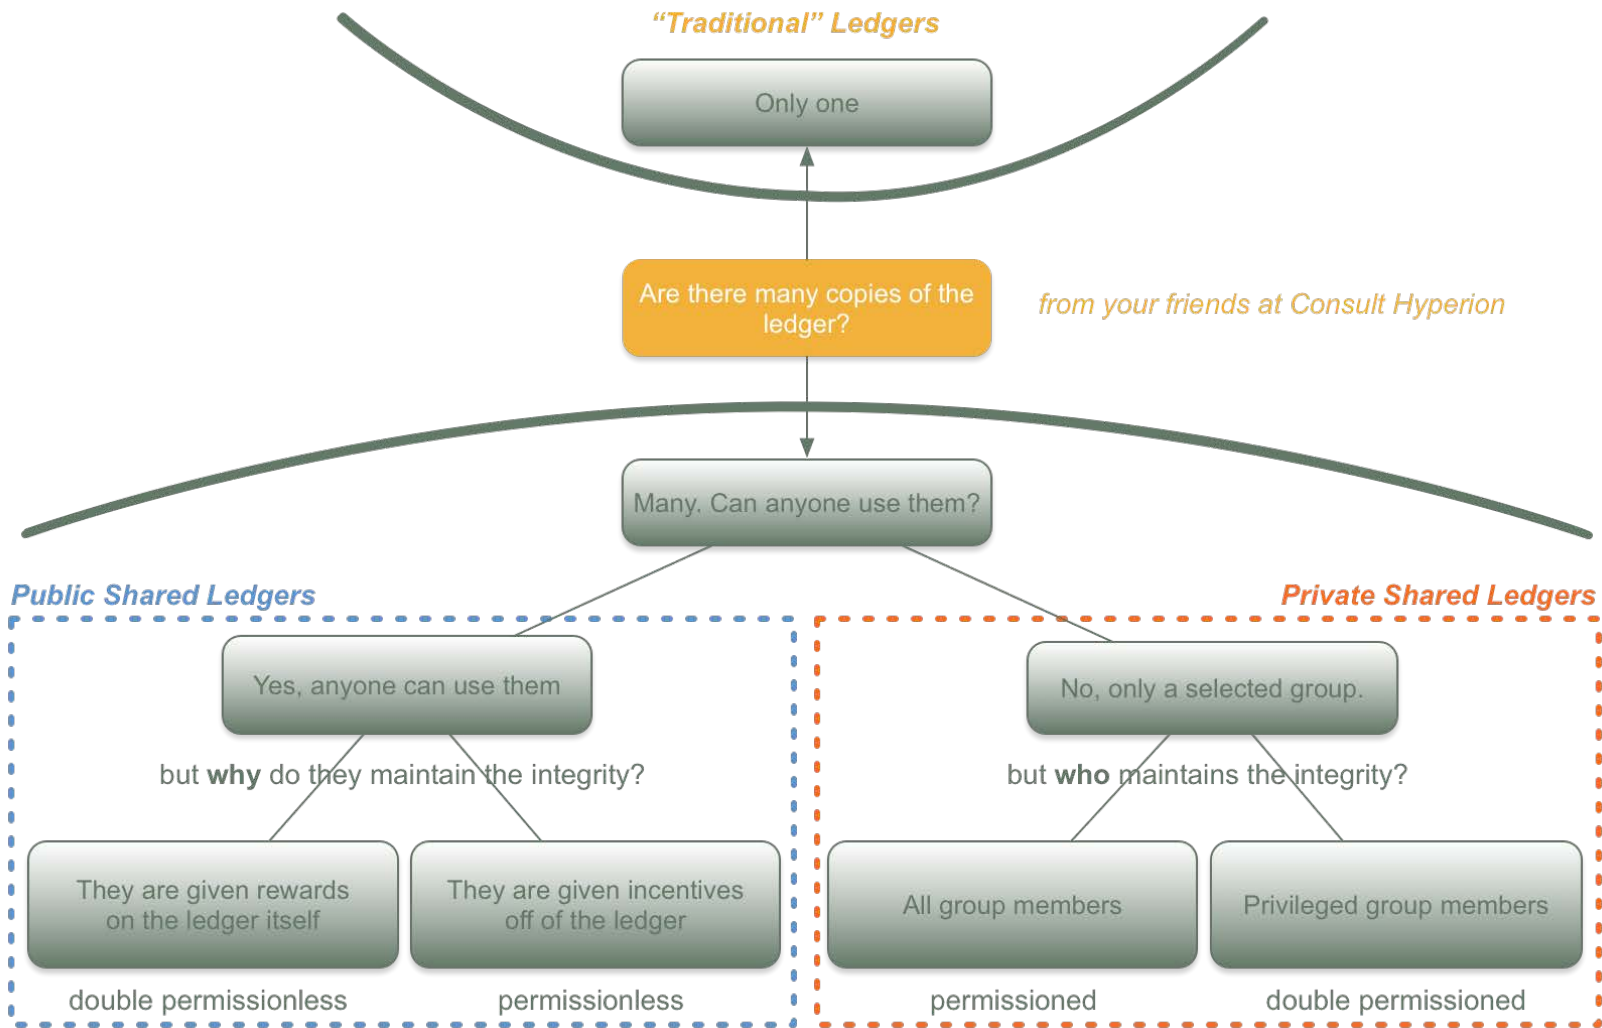 “Traditional” Ledgers
Only one
Are there many copies of the
ledger?
from your friends at Consult Hyperion
Many. Can anyone use them?
Public Shared Ledgers
Private Shared Ledgers
Yes, anyone can use them
No, only a selected group.
but why do they maintain the integrity?
but who maintains the integrity?
They are given rewards
on the ledger itself
They are given incentives
off of the ledger
All group members
Privileged group members
double permissionless
permissionless
permissioned
double permissioned